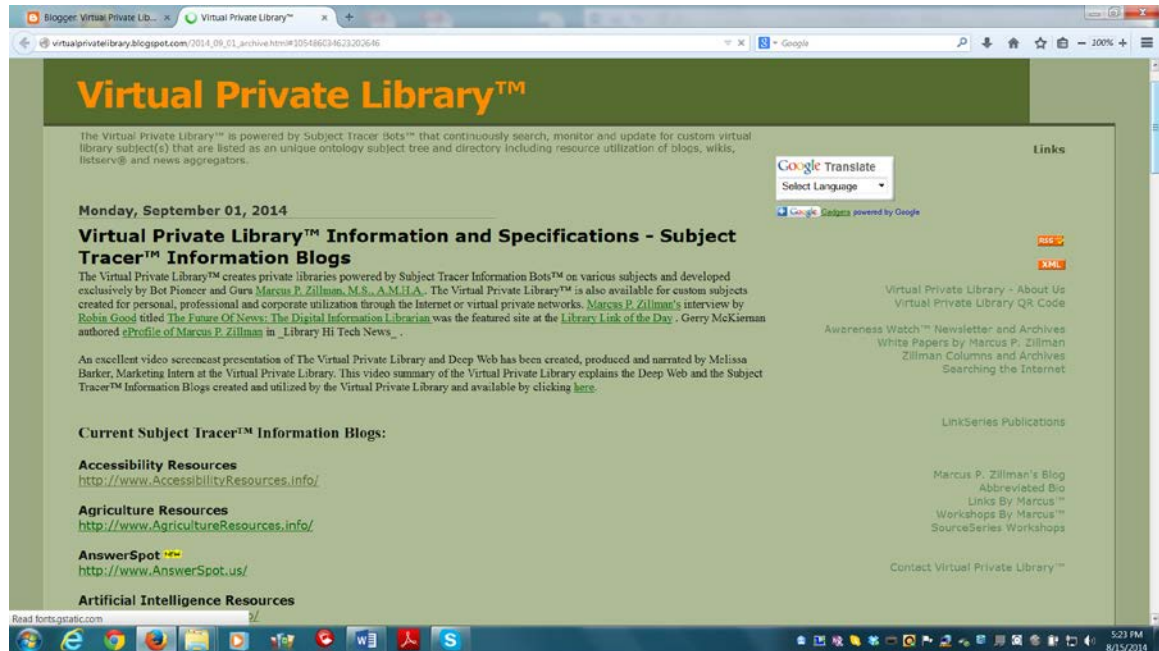 Blogger: Virtual Private Lib...
Virtual Private Library™
virtualprivatelibrary.blogspot.com/2014_09_01_archive.html#105486034623202646
Google
200%
Virtual Private Library™
The Virtual Private Library™ is powered by Subject Tracer Bots™ that continuously search, monitor and update for custom virtual
library subject(s) that are listed as an unique ontology subject tree and directory including resource utilization of blogs, wikis,
listserv® and news aggregators.
Monday, September 01, 2014
Virtual Private Library™ Information and Specifications - Subject
Tracer™ Information Blogs
The Virtual Private Library™ creates private libraries powered by Subject Tracer Information Bots™ on various subjects and developed
exclusively by Bot Pioneer and Guru Marcus P. Zillman, M.S., A.M.H.A.. The Virtual Private Library™ is also available for custom subjects
created for personal, professional and corporate utilization through the Internet or virtual private networks. Marcus P. Zillman's interview by
Robin Good titled The Future Of News: The Digital Information Librarian was the featured site at the Library Link of the Day . Gerry McKiernan
authored eProfile of Marcus P. Zillman in _Library Hi Tech News_ .
An excellent video screencast presentation of The Virtual Private Library and Deep Web has been created, produced and narrated by Melissa
Barker, Marketing Intern at the Virtual Private Library. This video summary of the Virtual Private Library explains the Deep Web and the Subject
Tracer™ Information Blogs created and utilized by the Virtual Private Library and available by clicking here.
Current Subject Tracer™ Information Blogs:
Accessibility Resources
http://www.AccessibilityResources.info/
Agriculture Resources
http://www.AgricultureResources.info/
AnswerSpot NEW
http://www.AnswerSpot.us/
Artificial Intelligence Resources
Google Translate
Select Language
Google Gadgets powered by Google
Links
RSS
XML
Virtual Private Library - About Us
Virtual Private Library QR Code
Awareness Watch™ Newsletter and Archives
White Papers by Marcus P. Zillman
Zillman Columns and Archives
Searching the Internet
LinkSeries Publications
Marcus P. Zillman's Blog
Abbreviated Bio
Links By Marcus™
Workshops By Marcus™
SourceSeries Workshops
Contact Virtual Private Library™
Read fonts.gstatic.com
5:23 PM
8/15/2014